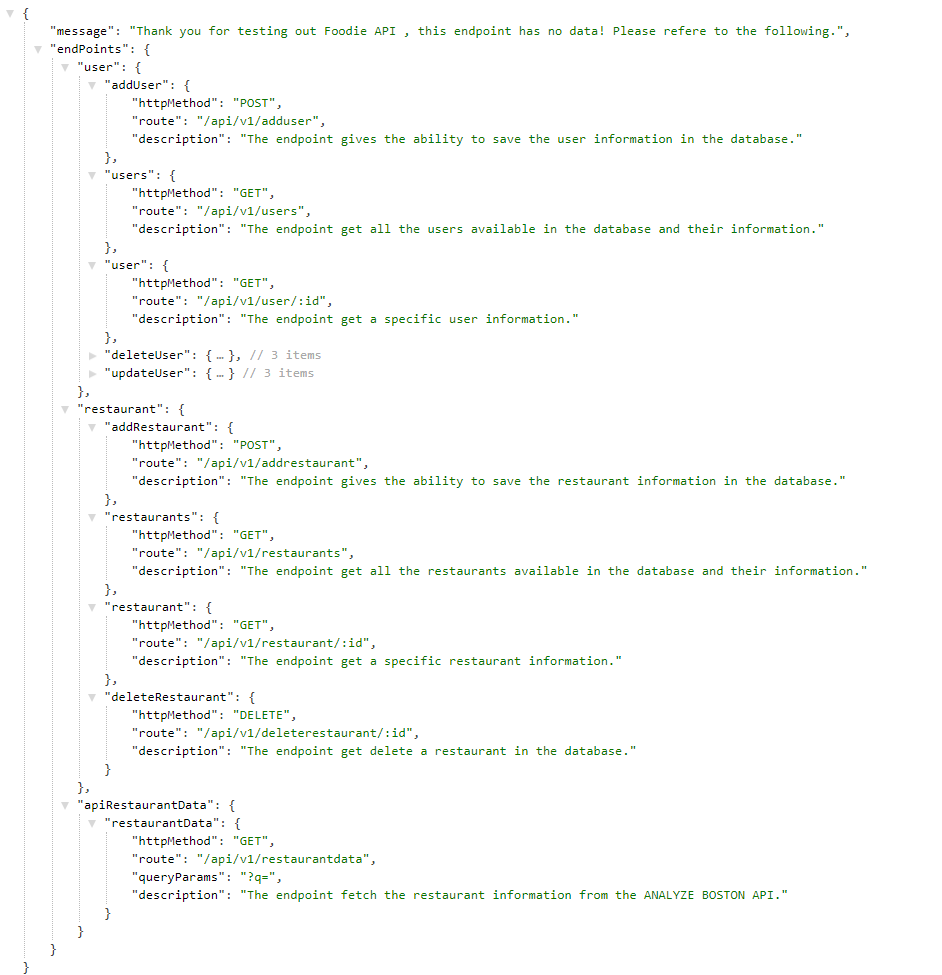 {
"message": "Thank you for testing out Foodie API , this endpoint has no data! Please refere to the following.",
"endPoints": {
"user": {
"addUser": {
"httpMethod": "POST",
"route": "/api/v1/adduser",
"description": "The endpoint gives the ability to save the user information in the database."
},
"users": {
"httpMethod": "GET",
"route": "/api/v1/users",
"description": "The endpoint get all the users available in the database and their information."
},
"user": {
"httpMethod": "GET",
"route": "/api/v1/user/:id",
"description": "The endpoint get a specific user information."
},
"deleteUser": { … }, // 3 items
"updateUser": { … } // 3 items
},
"restaurant": {
"addRestaurant": {
"httpMethod": "POST",
"route": "/api/v1/addrestaurant",
"description": "The endpoint gives the ability to save the restaurant information in the database."
},
"restaurants": {
"httpMethod": "GET",
"route": "/api/v1/restaurants",
"description": "The endpoint get all the restaurants available in the database and their information."
},
"restaurant": {
"httpMethod": "GET",
"route": "/api/v1/restaurant/:id",
"description": "The endpoint get a specific restaurant information."
},
"deleteRestaurant": {
"httpMethod": "DELETE",
"route": "/api/v1/deleterestaurant/:id",
"description": "The endpoint get delete a restaurant in the database."
}
},
"apiRestaurantData": {
"restaurantData": {
"httpMethod": "GET",
"route": "/api/v1/restaurantdata",
"queryParams": "?q=",
"description": "The endpoint fetch the restaurant information from the ANALYZE BOSTON API."
}
}
}
}